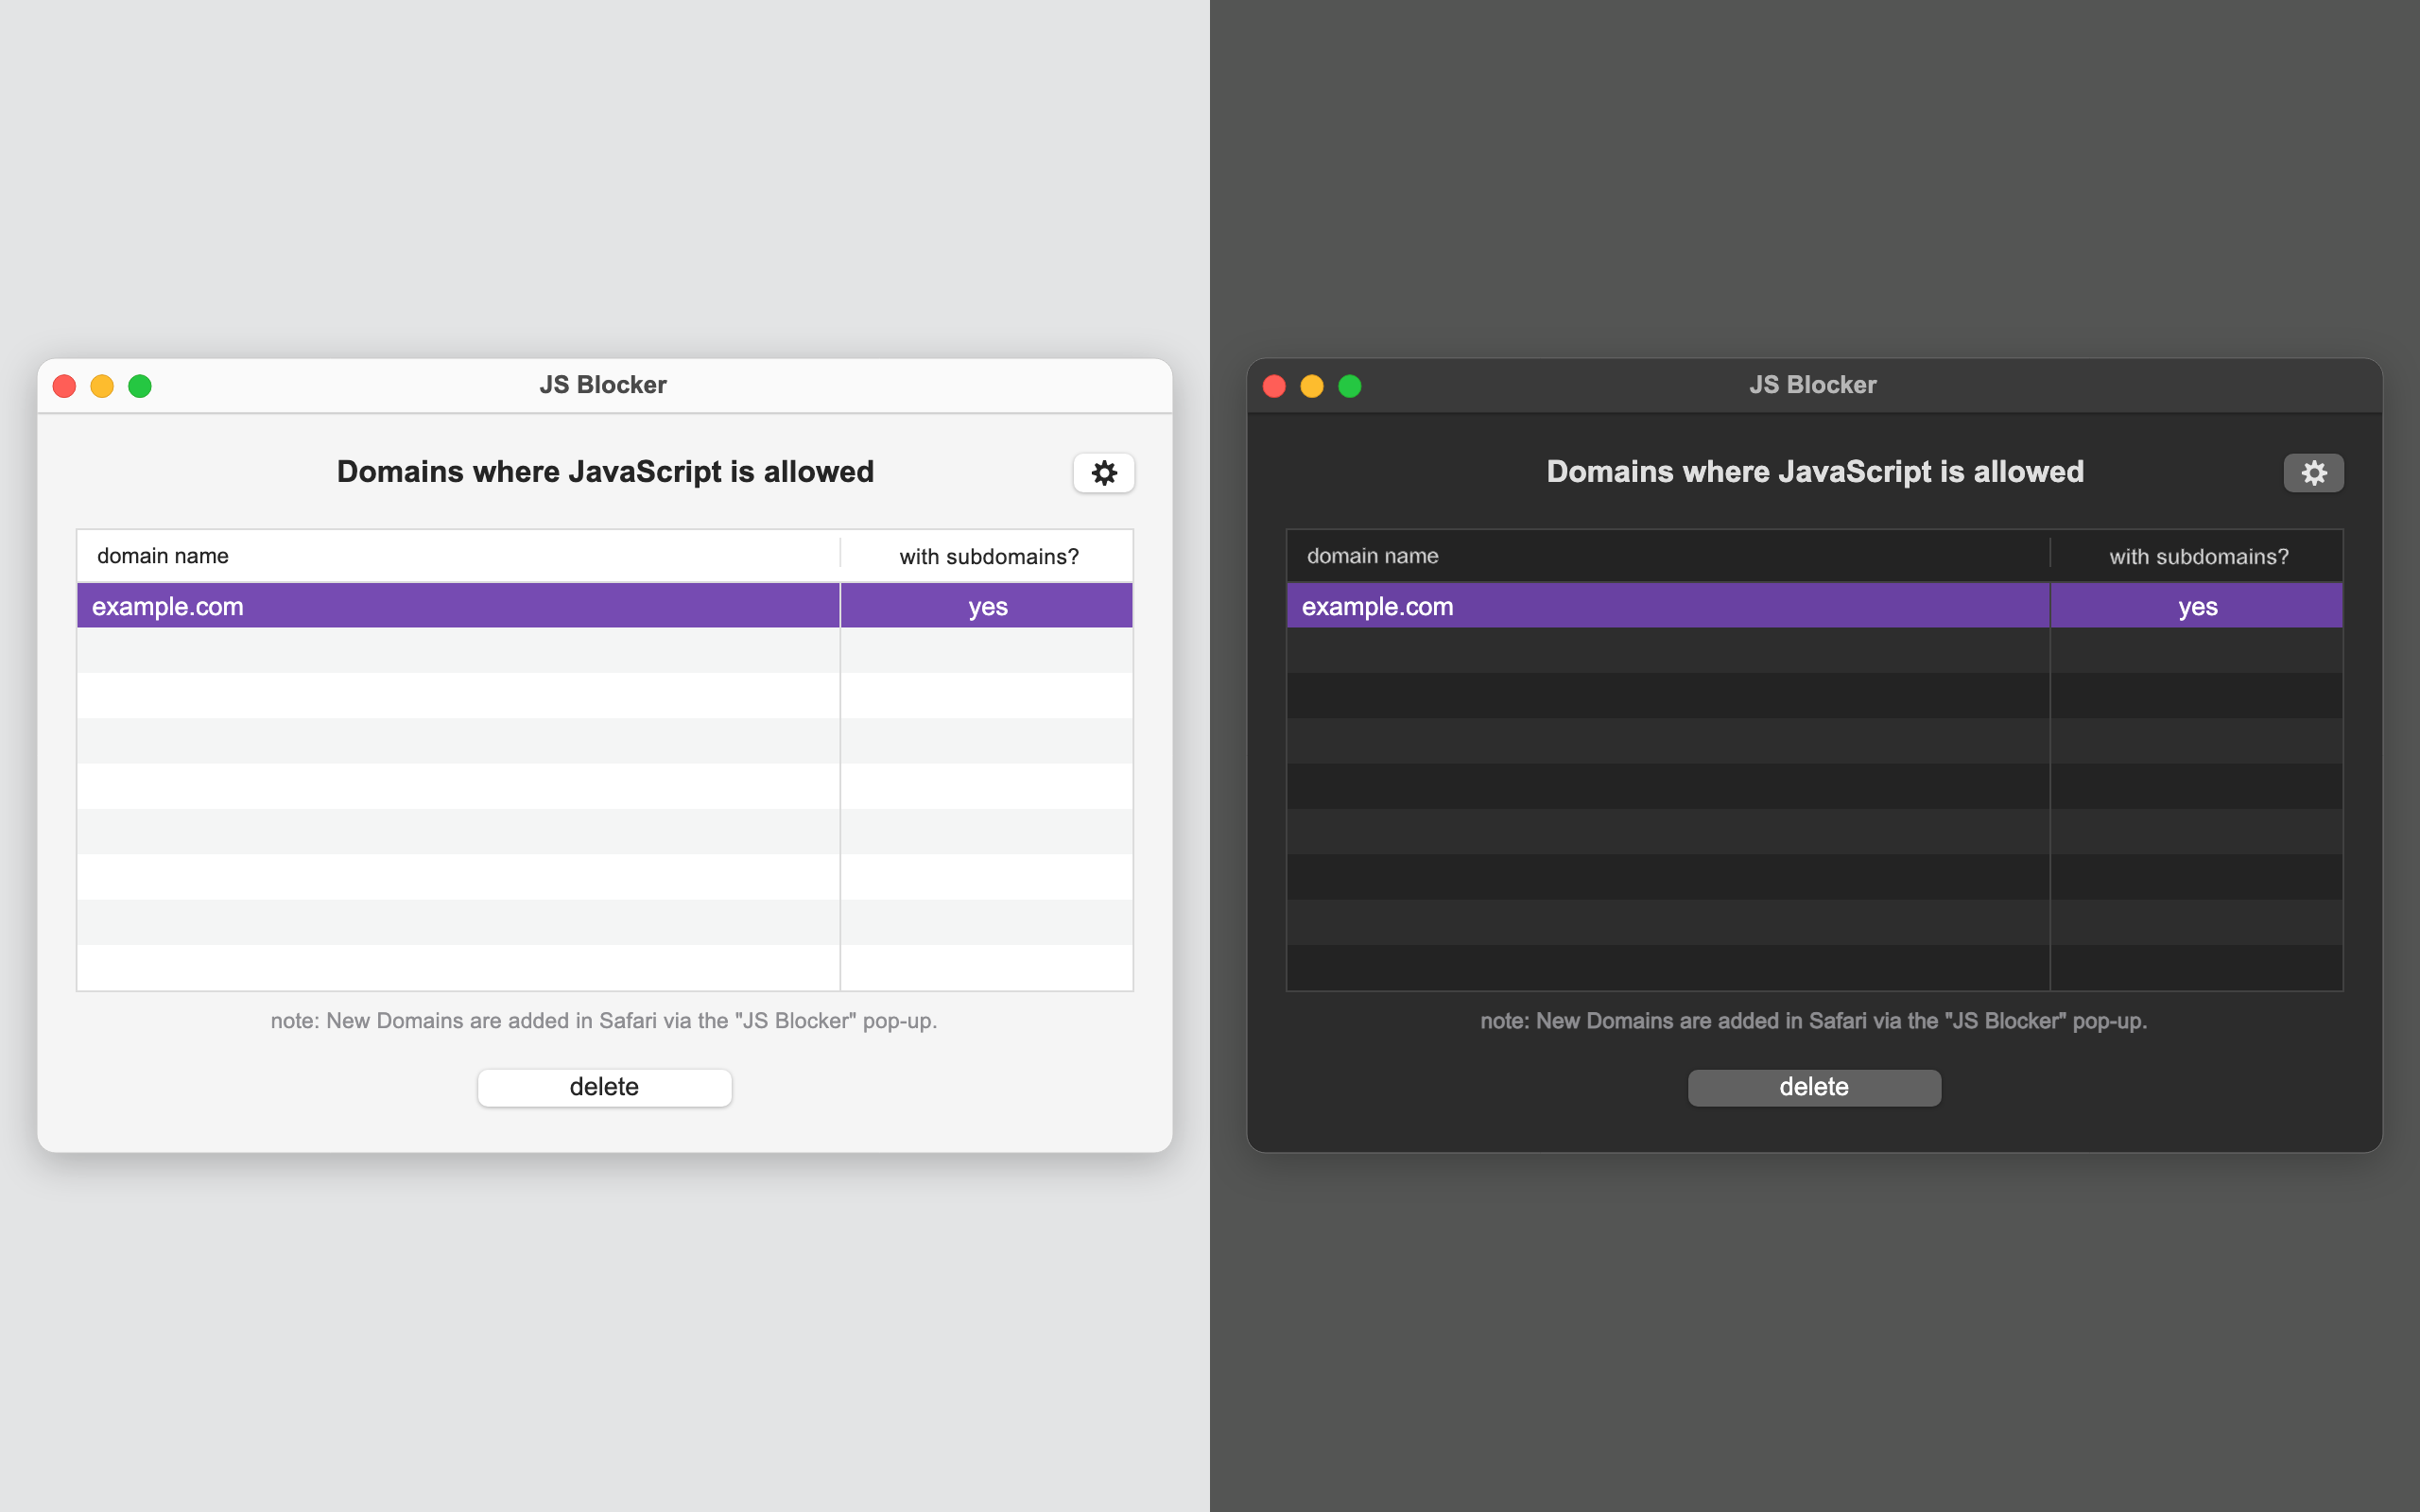 JS Blocker
Domains where JavaScript is allowed
domain name with subdomains?
example.com yes
note: New Domains are added in Safari via the "JS Blocker" pop-up.
delete
JS Blocker
Domains where JavaScript is allowed
domain name with subdomains?
example.com yes
note: New Domains are added in Safari via the "JS Blocker" pop-up.
delete